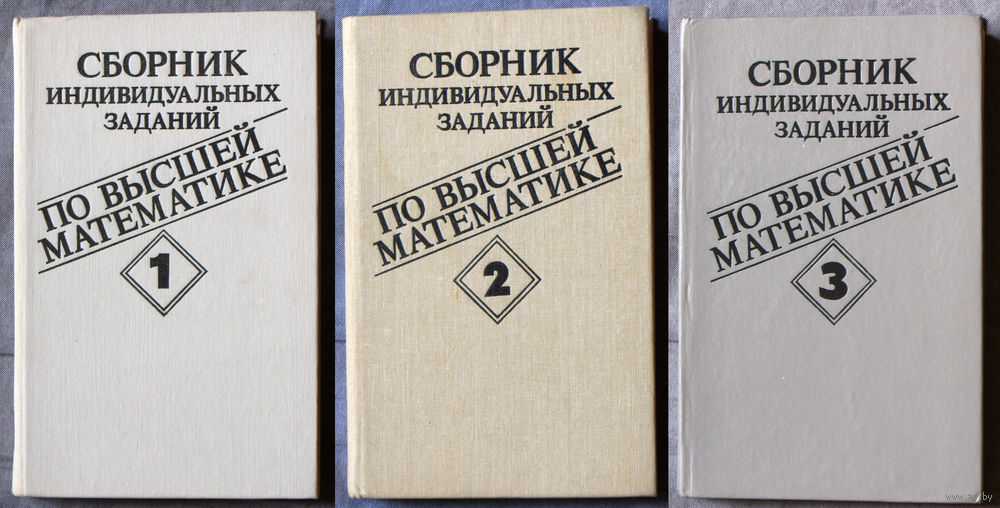 СБОРНИК
ИНДИВИДУАЛЬНЫХ
ЗАДАНИЙ
ПО ВЫСШЕЙ
МАТЕМАТИКЕ
1
СБОРНИК
ИНДИВИДУАЛЬНЫХ
ЗАДАНИЙ
ПО ВЫСШЕЙ
МАТЕМАТИКЕ
2
СБОРНИК
ИНДИВИДУАЛЬНЫХ
ЗАДАНИЙ
ПО ВЫСШЕЙ
МАТЕМАТИКЕ
3